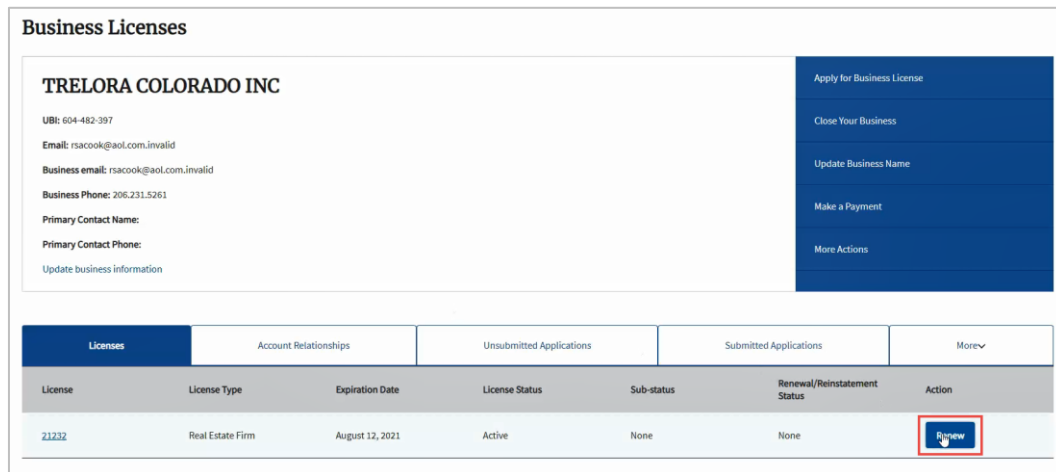 Business Licenses
TRELORA COLORADO INC
UBI: 604-482-397
Email: rsacook@aol.com.invalid
Business email: rsacook@aol.com.invalid
Business Phone: 206.231.5261
Primary Contact Name:
Primary Contact Phone:
Update business information
Apply for Business License
Close Your Business
Update Business Name
Make a Payment
More Actions
Licenses Account Relationships Unsubmitted Applications Submitted Applications More
License License Type Expiration Date License Status Sub-status Renewal/Reinstatement Status Action
21232 Real Estate Firm August 12, 2021 Active None None Renew